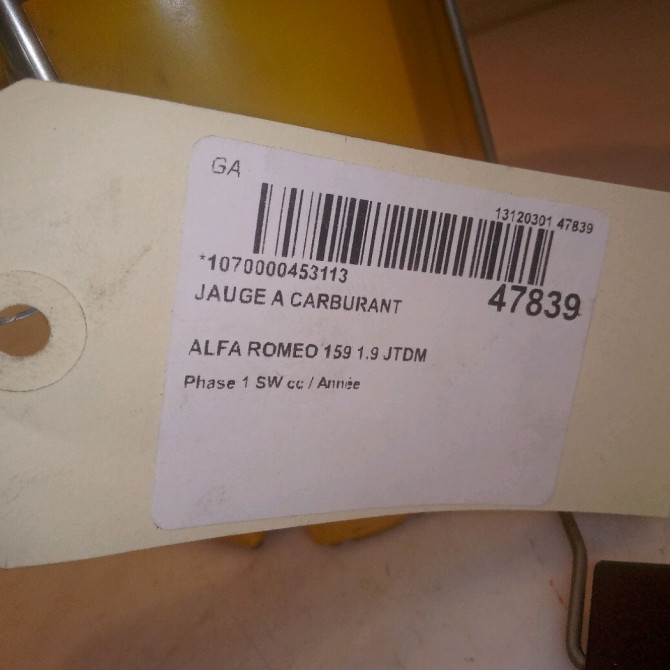 GA
13120301 47839
*1070000453113
47839
JAUGE A CARBURANT
ALFA ROMEO 159 1.9 JTDM
Phase 1 SW cc / Année